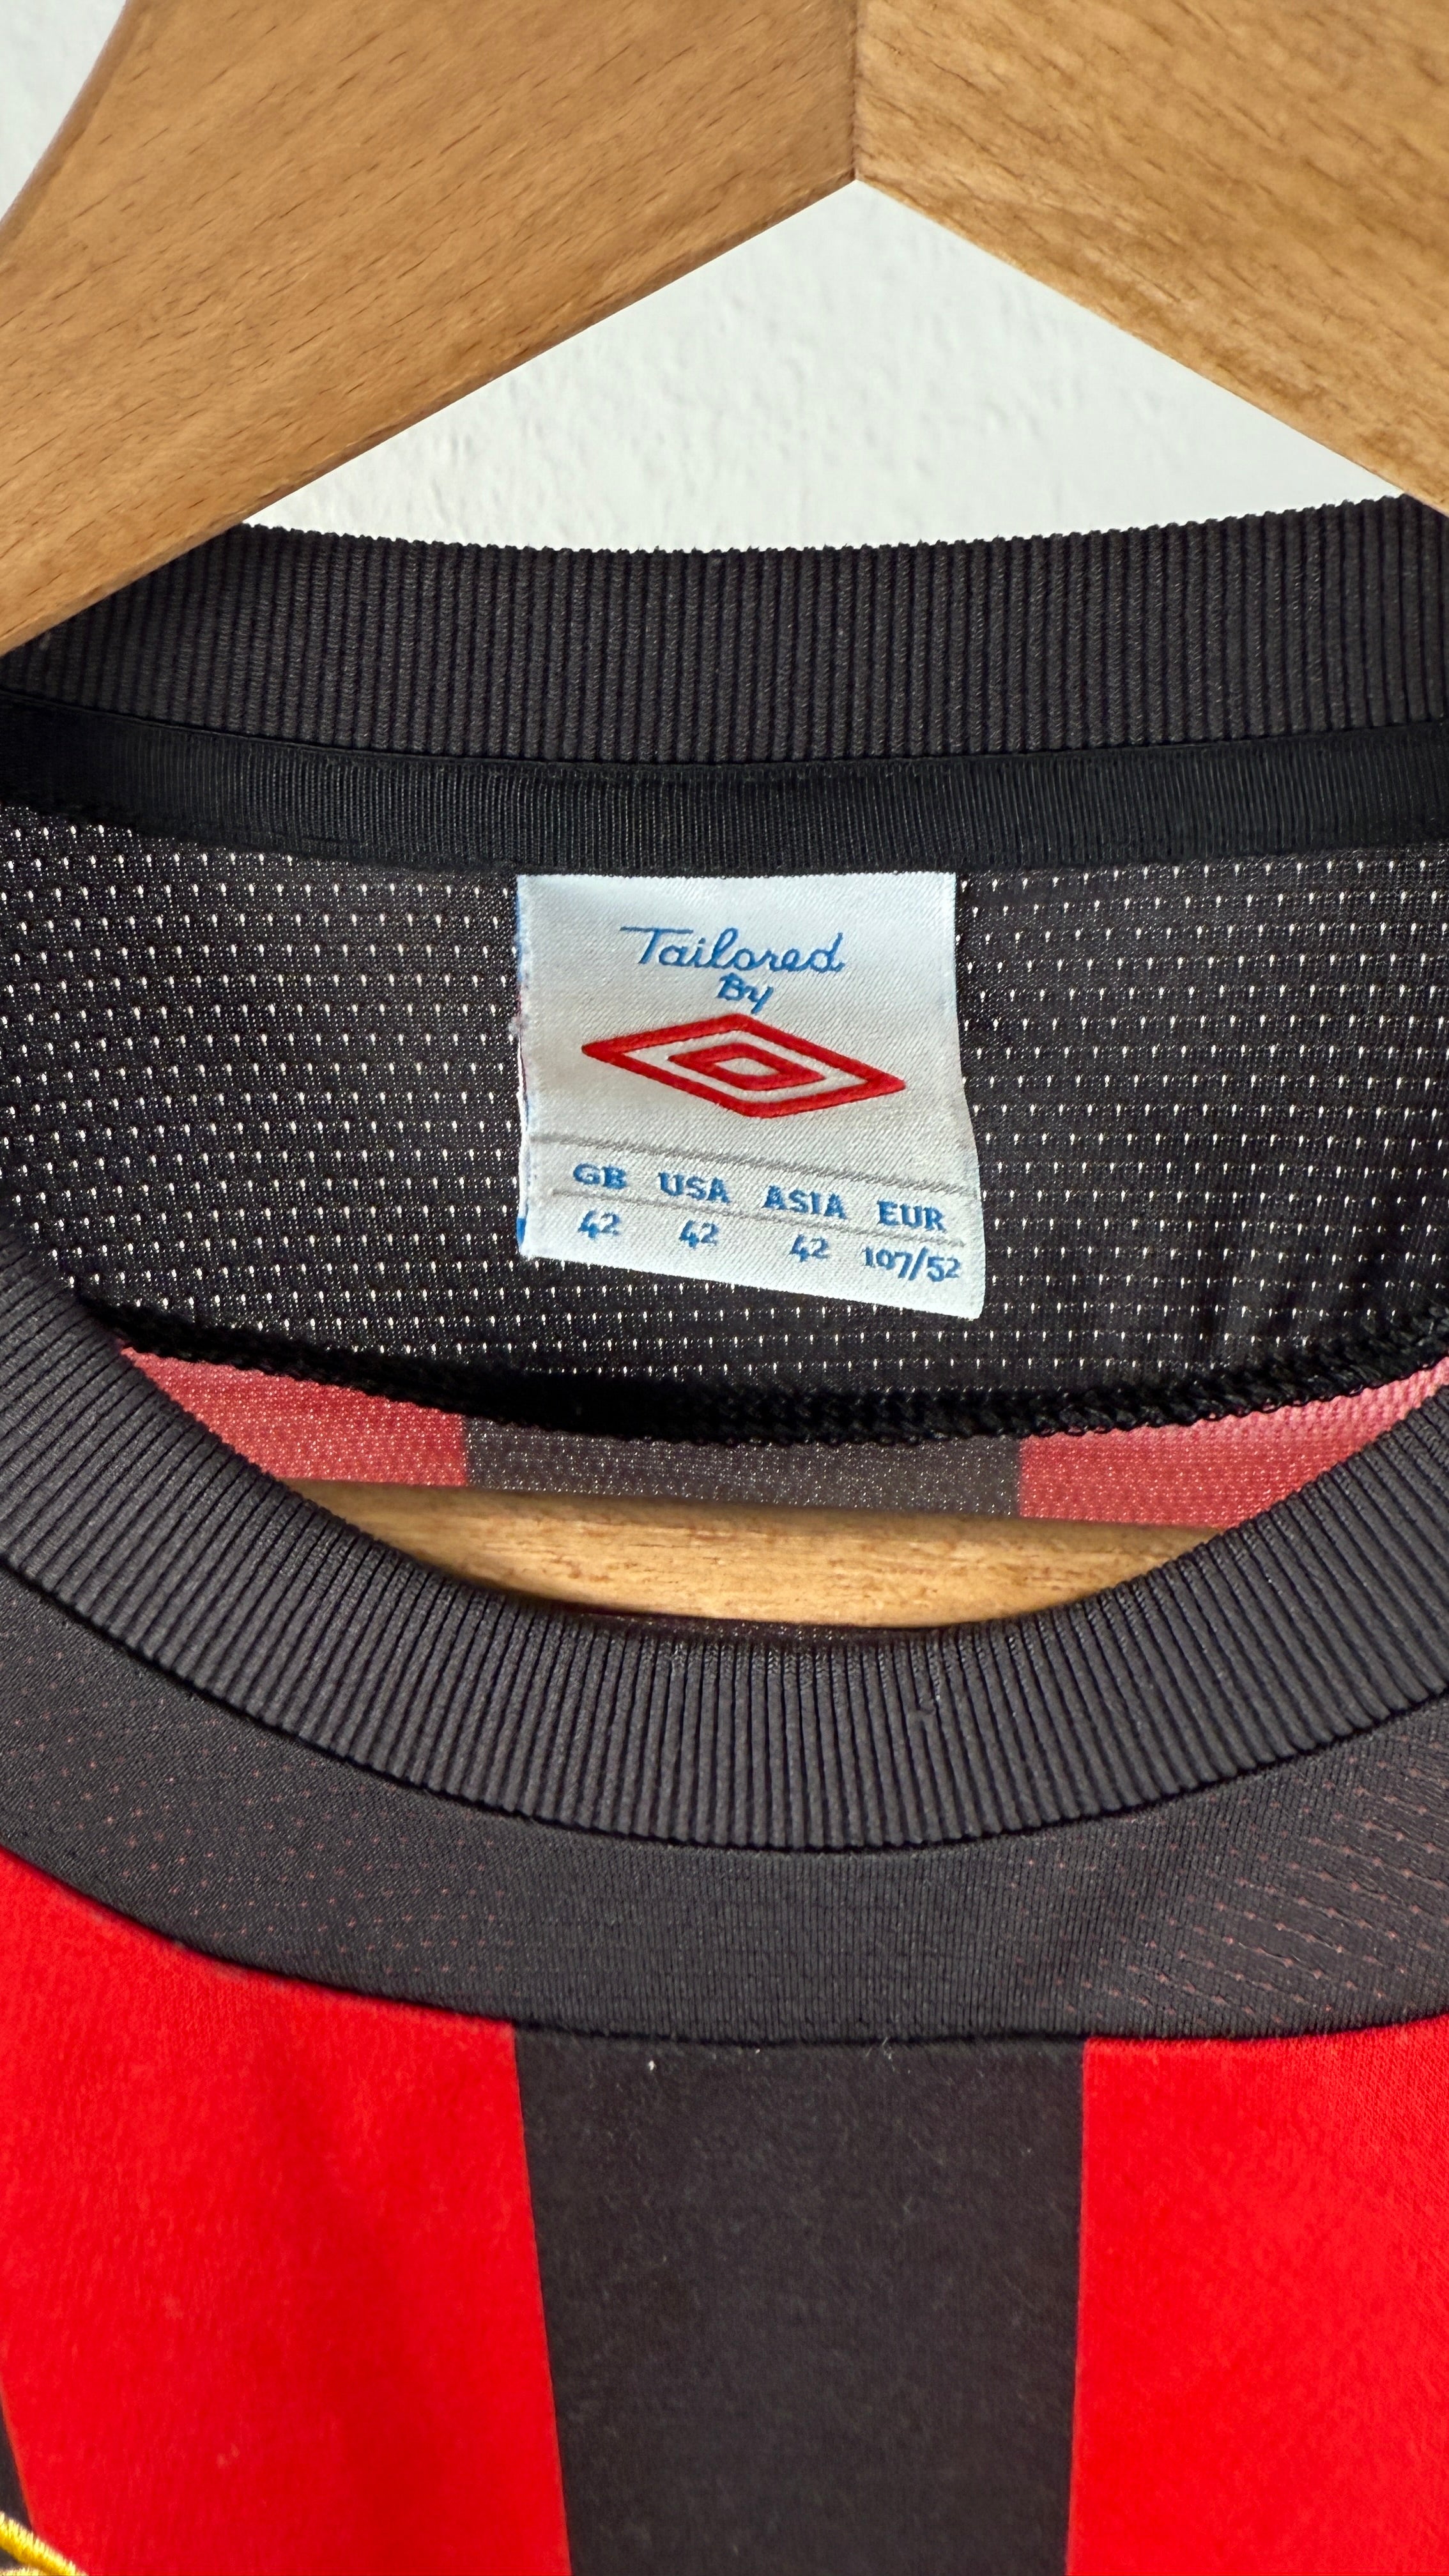 Tailored
By
GB USA ASIA EUR
42 42 42 107/52